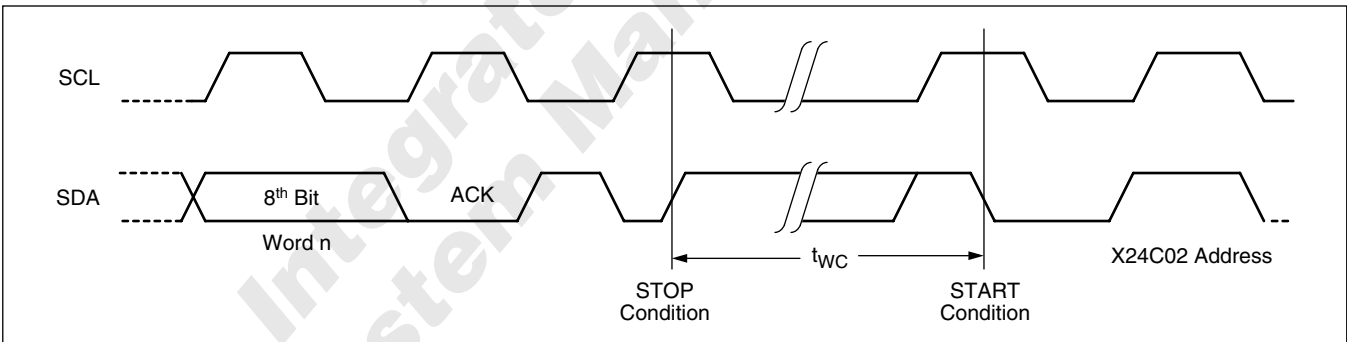 SCL
SDA
8th Bit
ACK
Word n
tWC
X24C02 Address
STOP
Condition
START
Condition